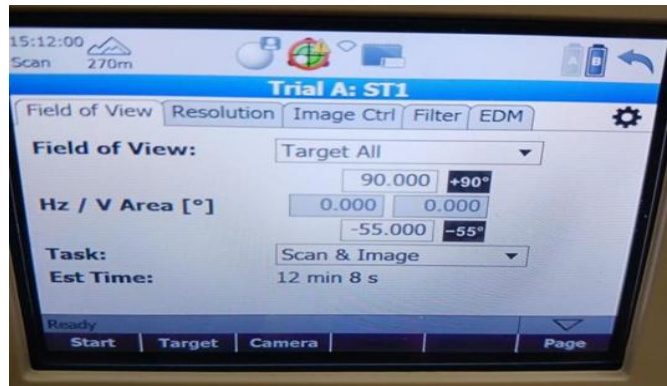 15:12:00
Scan 270m
Trial A: ST1
Field of View Resolution Image Ctrl Filter EDM
Field of View: Target All
90.000 +90°
Hz / V Area [°] 0.000 0.000
-55.000 -55°
Task: Scan & Image
Est Time: 12 min 8 s
Ready
Start Target Camera Page